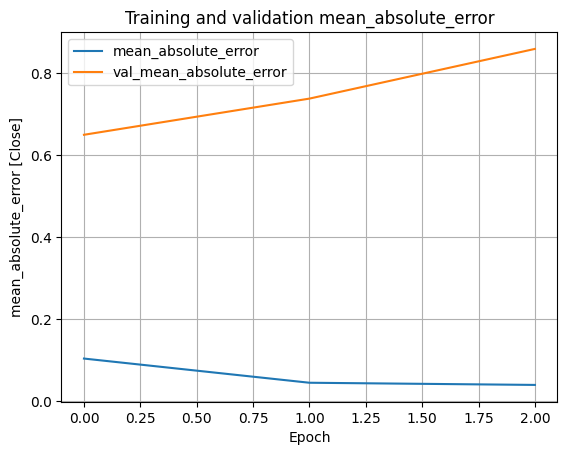 Training and validation mean_absolute_error
mean_absolute_error
val_mean_absolute_error
mean_absolute_error [Close]
0.8
0.6
0.4
0.2
0.0
0.00 0.25 0.50 0.75 1.00 1.25 1.50 1.75 2.00
Epoch